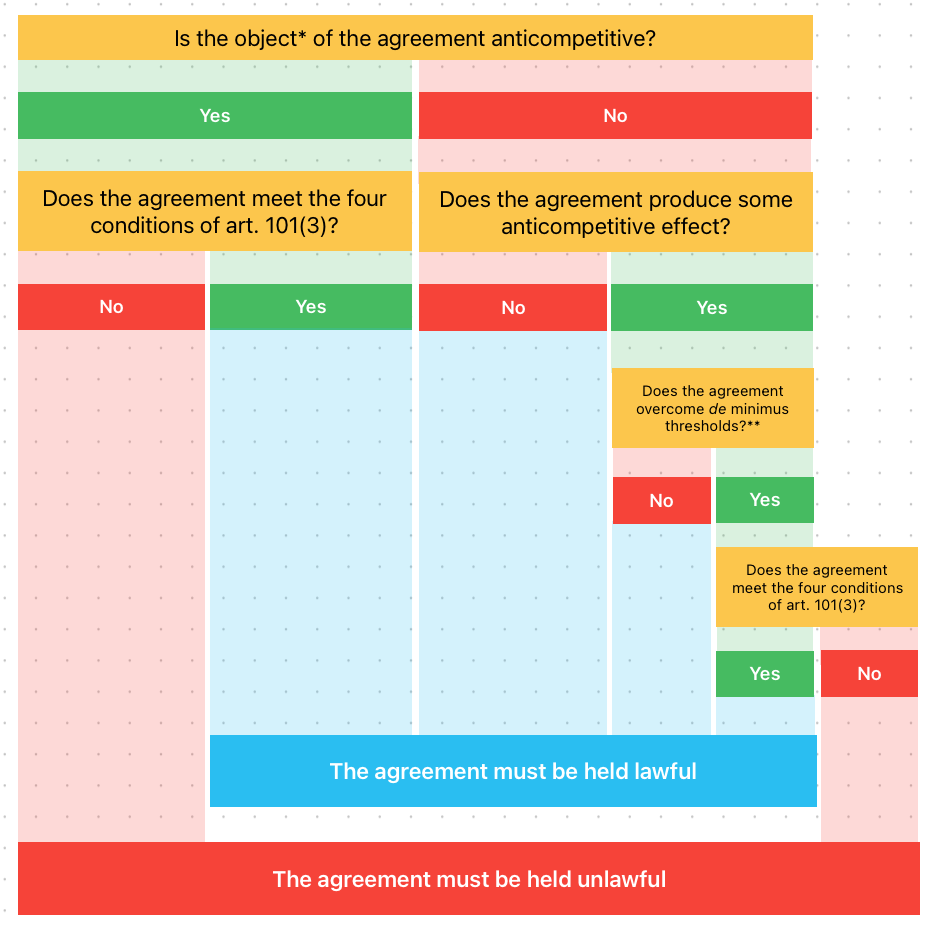 Is the object* of the agreement anticompetitive?
Yes
No
Does the agreement meet the four
conditions of art. 101(3)?
Does the agreement produce some
anticompetitive effect?
No
Yes
No
Yes
Does the agreement
overcome de minimus
thresholds?**
No
Yes
Does the agreement
meet the four conditions
of art. 101(3)?
Yes
No
The agreement must be held lawful
The agreement must be held unlawful